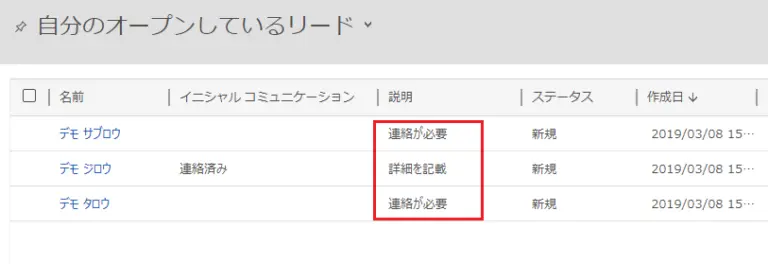 自分のオープンしているリード
名前 イニシャル コミュニケーション 説明 ステータス 作成日↓
デモ サブロウ 連絡が必要 新規 2019/03/08 15…
デモ ジロウ 連絡済み 詳細を記載 新規 2019/03/08 15…
デモ タロウ 連絡が必要 新規 2019/03/08 15…